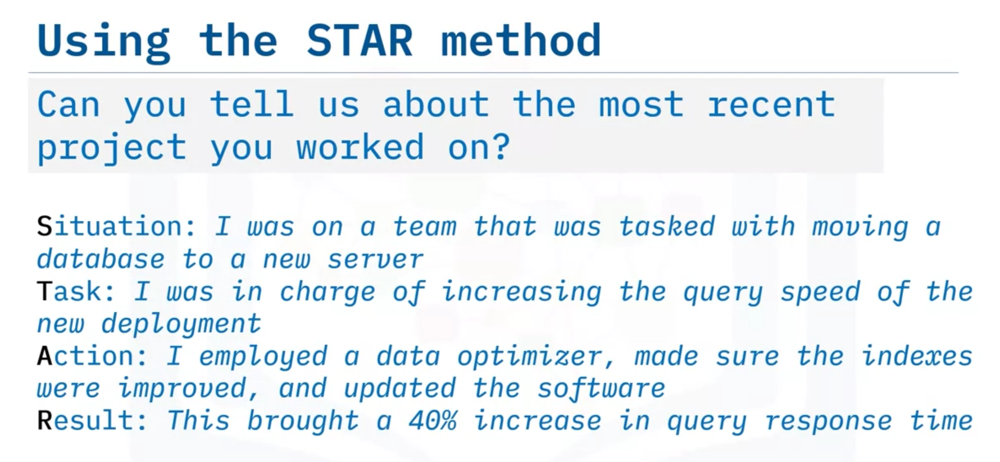 Using the STAR method
Can you tell us about the most recent
project you worked on?
Situation: I was on a team that was tasked with moving a
database to a new server
Task: I was in charge of increasing the query speed of the
new deployment
Action: I employed a data optimizer, made sure the indexes
were improved, and updated the software
Result: This brought a 40% increase in query response time